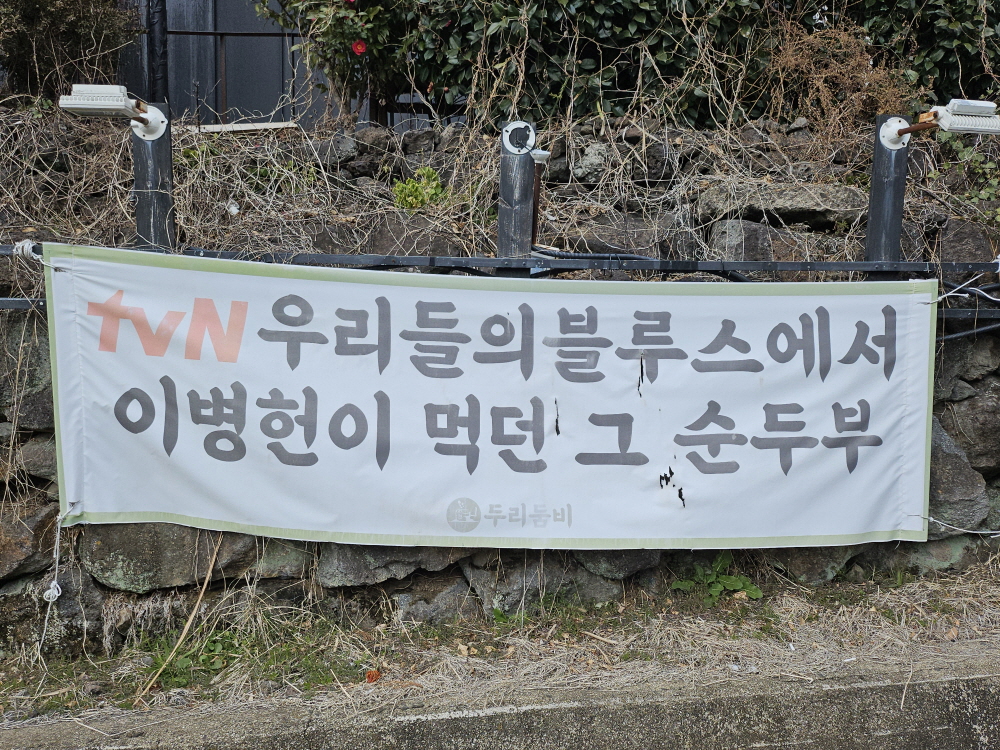 tvN 우리들의블루스에서
이병헌이 먹던 그 순두부
두리둠비